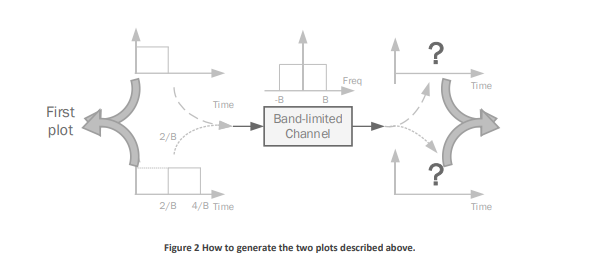 ?
Freq
Time
Time
-B
B
First
plot
Band-limited
Channel
2/B
?
2/B
4/B
Time
Time
Figure 2 How to generate the two plots described above.